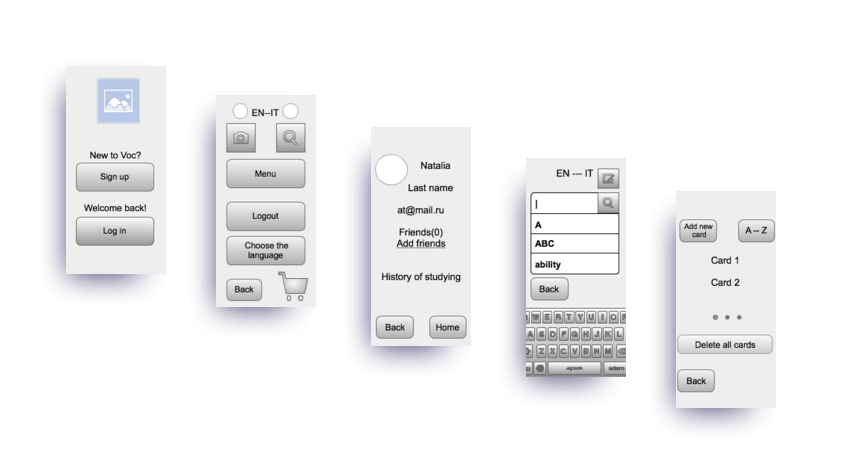 New to Voc?
Sign up
Welcome back!
Log in
EN--IT
Menu
Logout
Choose the
language
Back
Natalia
Last name
at@mail.ru
Friends(0)
Add friends
History of studying
Back Home
EN --- IT
A
ABC
ability
Back
W E R T Y U I O P
A S D F G H J K L
Z X C V B N M
Add new
card
A -- Z
Card 1
Card 2
Delete all cards
Back